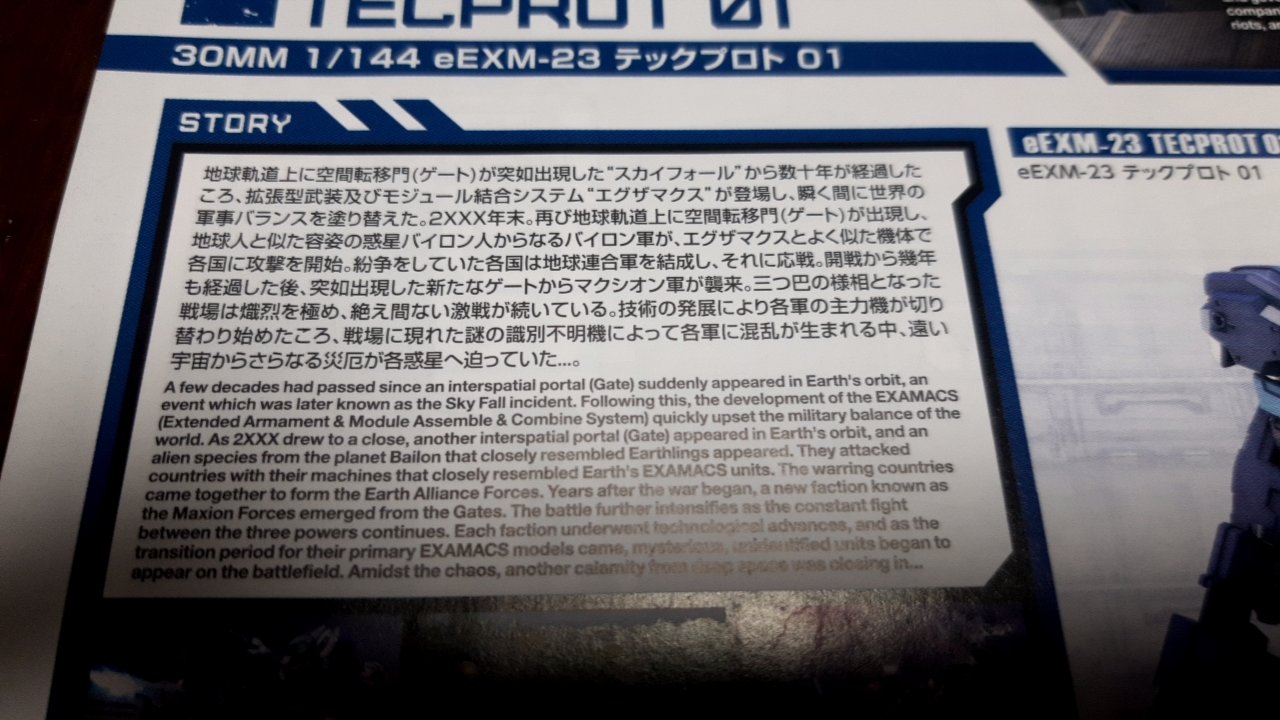 TECPROT 01
compan
riots, a
30MM 1/144 eEXM-23 テックプロト 01
STORY
地球軌道上に空間転移門(ゲート)が突如出現した“スカイフォール”から数十年が経過した
ころ、拡張型武装及びモジュール結合システム“エグザマクス”が登場し、瞬く間に世界の
軍事バランスを塗り替えた。2XXX年末。再び地球軌道上に空間転移門(ゲート)が出現し、
地球人と似た容姿の惑星バイロン人からなるバイロン軍が、エグザマクスとよく似た機体で
各国に攻撃を開始。紛争をしていた各国は地球連合軍を結成し、それに応戦。開戦から幾年
も経過した後、突如出現した新たなゲートからマクシオン軍が襲来。三つ巴の様相となった
戦場は熾烈を極め、絶え間ない激戦が続いている。技術の発展により各軍の主力機が切り
替わり始めたころ、戦場に現れた謎の識別不明機によって各軍に混乱が生まれる中、遠い
宇宙からさらなる災厄が各惑星へ迫っていた…。
A few decades had passed since an interspatial portal (Gate) suddenly appeared in Earth's orbit, an
event which was later known as the Sky Fall incident. Following this, the development of the EXAMACS
(Extended Armament & Module Assemble & Combine System) quickly upset the military balance of the
world. As 2XXX drew to a close, another interspatial portal (Gate) appeared in Earth's orbit, and an
alien species from the planet Bailon that closely resembled Earthlings appeared. They attacked
countries with their machines that closely resembled Earth's EXAMACS units. The warring countries
came together to form the Earth Alliance Forces. Years after the war began, a new faction known as
the Maxion Forces emerged from the Gates. The battle further intensifies as the constant fight
between the three powers continues. Each faction underwent technological advances, and as the
transition period for their primary EXAMACS models came, mysterious, unidentified units began to
appear on the battlefield. Amidst the chaos, another calamity from deep space was closing in...
eEXM-23 TECPROT 0
eEXM-23 テックプロト 01